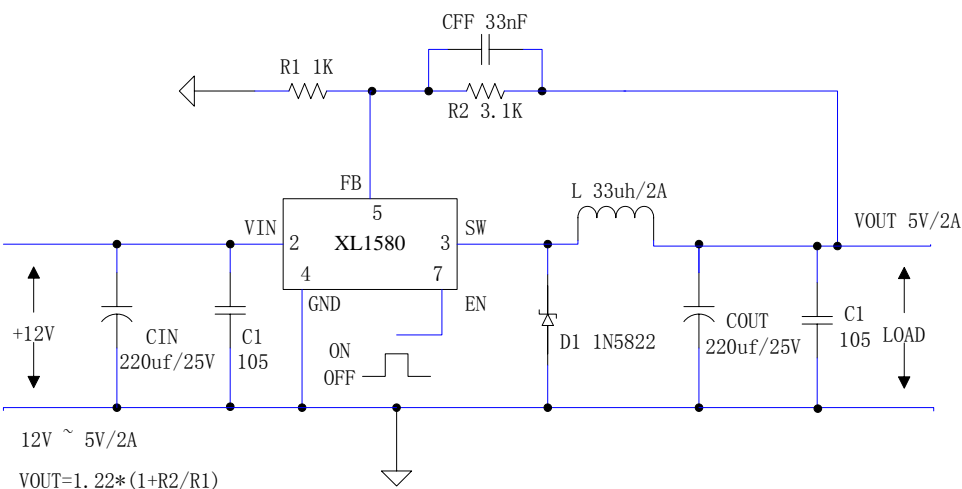 CFF 33nF
R1 1K
R2 3.1K
FB
5
L 33uh/2A
VIN
2
XL1580
3
SW
VOUT 5V/2A
4
7
GND
EN
+12V
CIN
220uf/25V
C1
105
ON
OFF
D1 1N5822
COUT
220uf/25V
C1
105
LOAD
12V ~ 5V/2A
VOUT=1.22*(1+R2/R1)